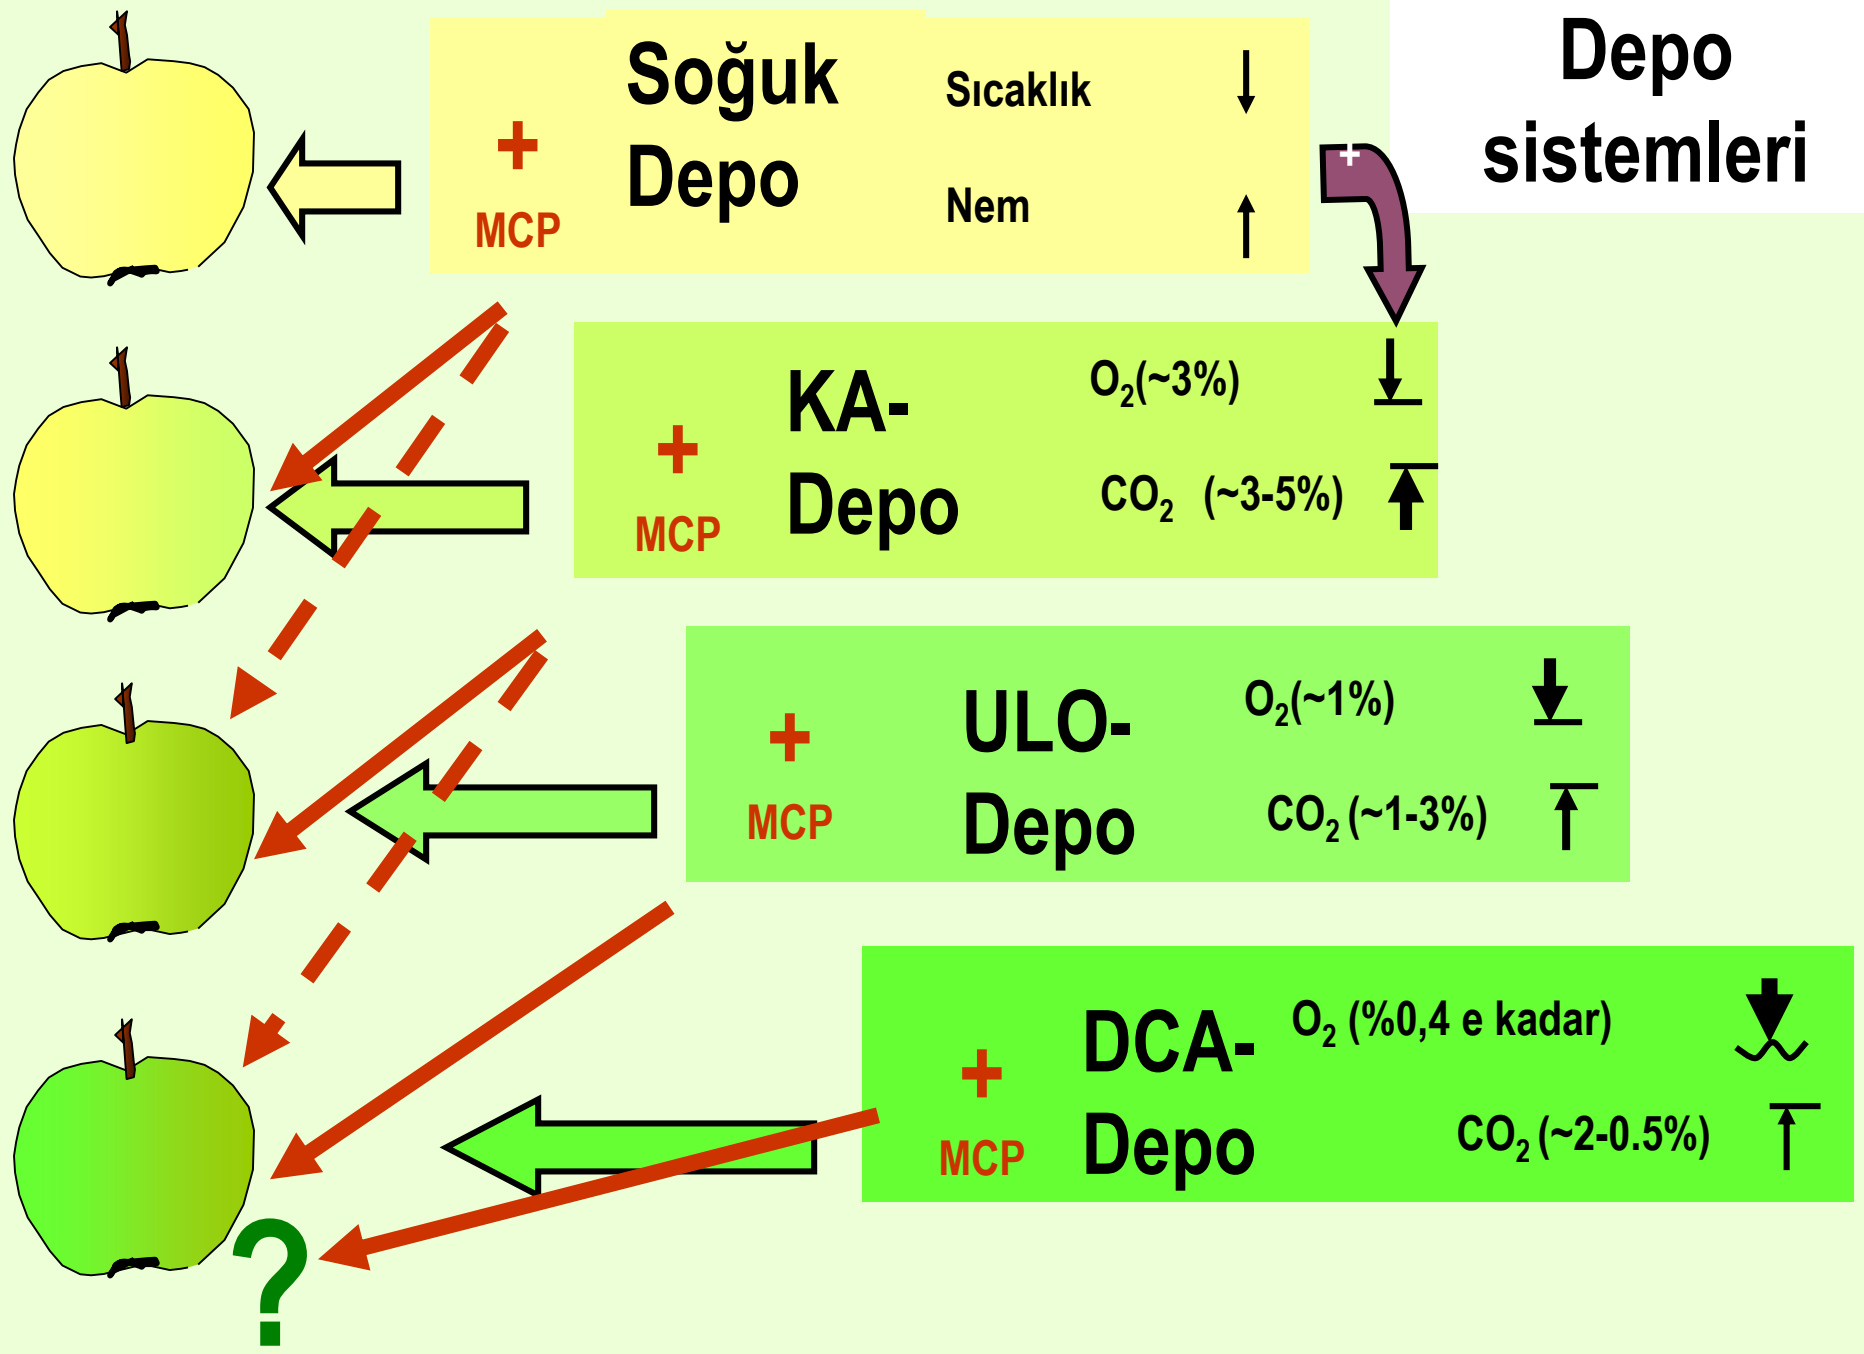 Depo
sistemleri
Soğuk
Depo
Sıcaklık
Nem
+
MCP
+
KA-
Depo
O₂(~3%)
CO₂ (~3-5%)
+
MCP
ULO-
Depo
O₂(~1%)
CO₂ (~1-3%)
+
MCP
DCA-
Depo
O₂ (%0,4 e kadar)
CO₂ (~2-0.5%)
+
MCP
?